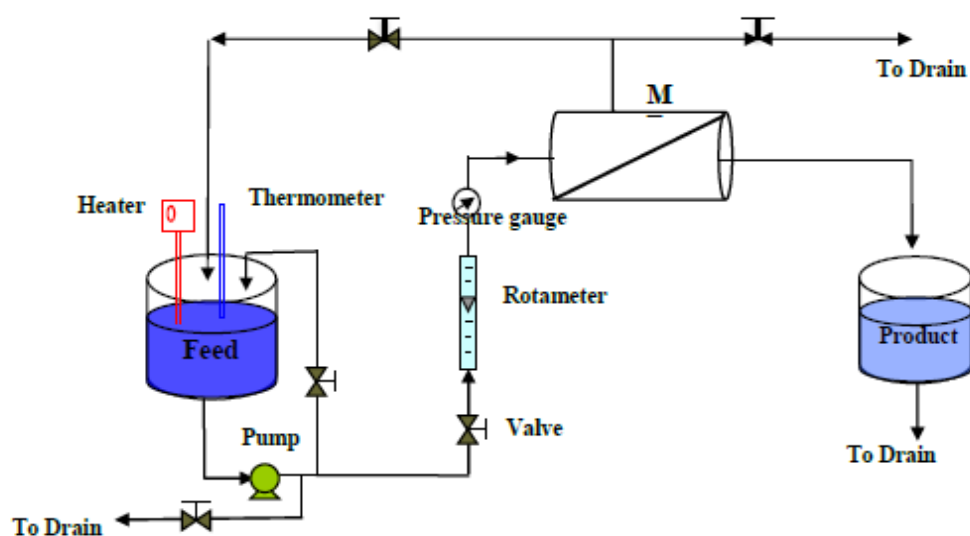 To Drain
M
Heater
Thermometer
Pressure gauge
Rotameter
Feed
Product
Pump
Valve
To Drain
To Drain